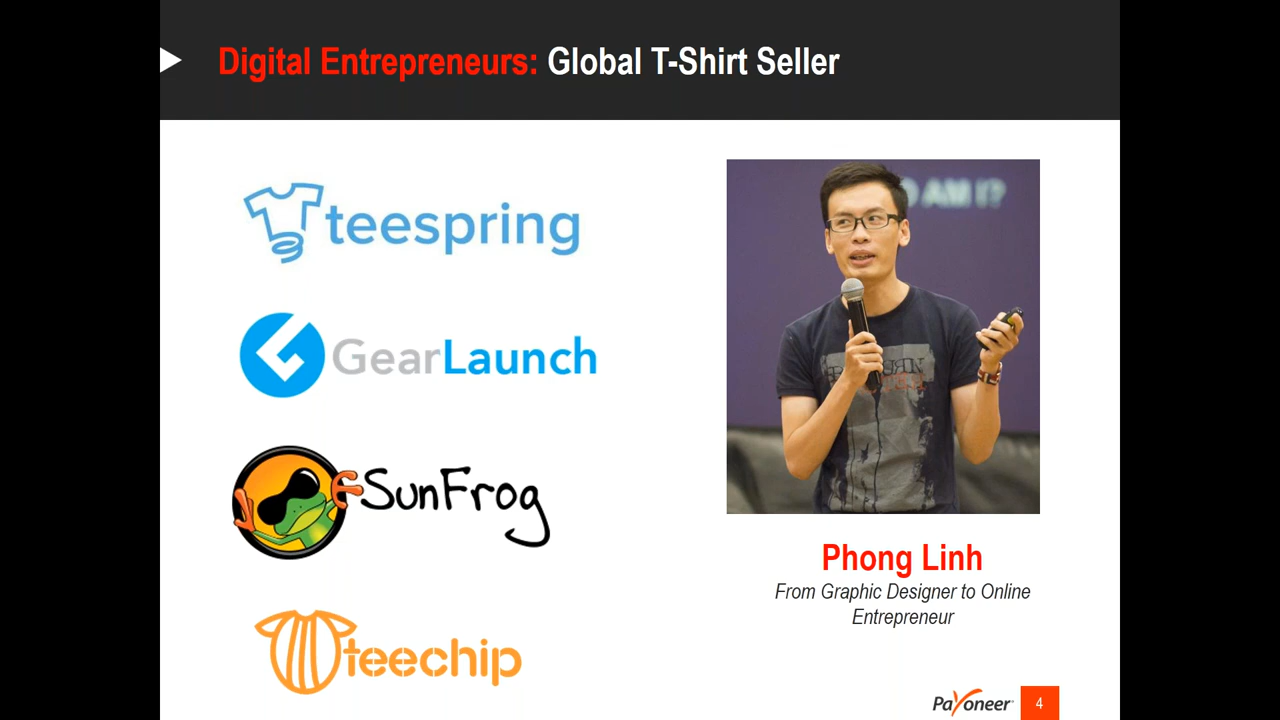 Digital Entrepreneurs: Global T-Shirt Seller
teespring
GearLaunch
SunFrog
teechip
O AM I?
Phong Linh
From Graphic Designer to Online
Entrepreneur
Payoneer
4